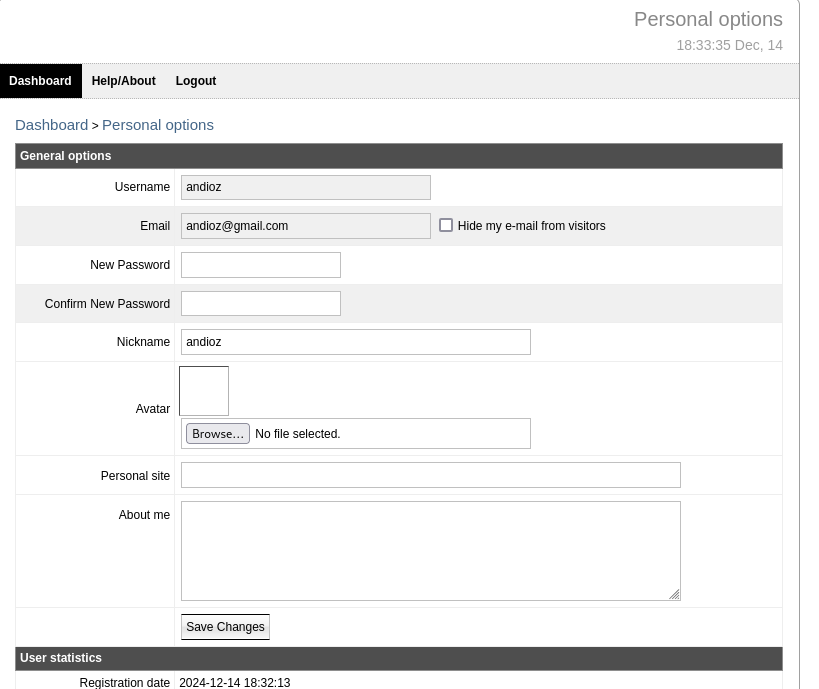 Personal options
18:33:35 Dec, 14
Dashboard Help/About Logout
Dashboard > Personal options
General options
Username andioz
Email andioz@gmail.com Hide my e-mail from visitors
New Password
Confirm New Password
Nickname andioz
Avatar
Browse... No file selected.
Personal site
About me
Save Changes
User statistics
Registration date 2024-12-14 18:32:13